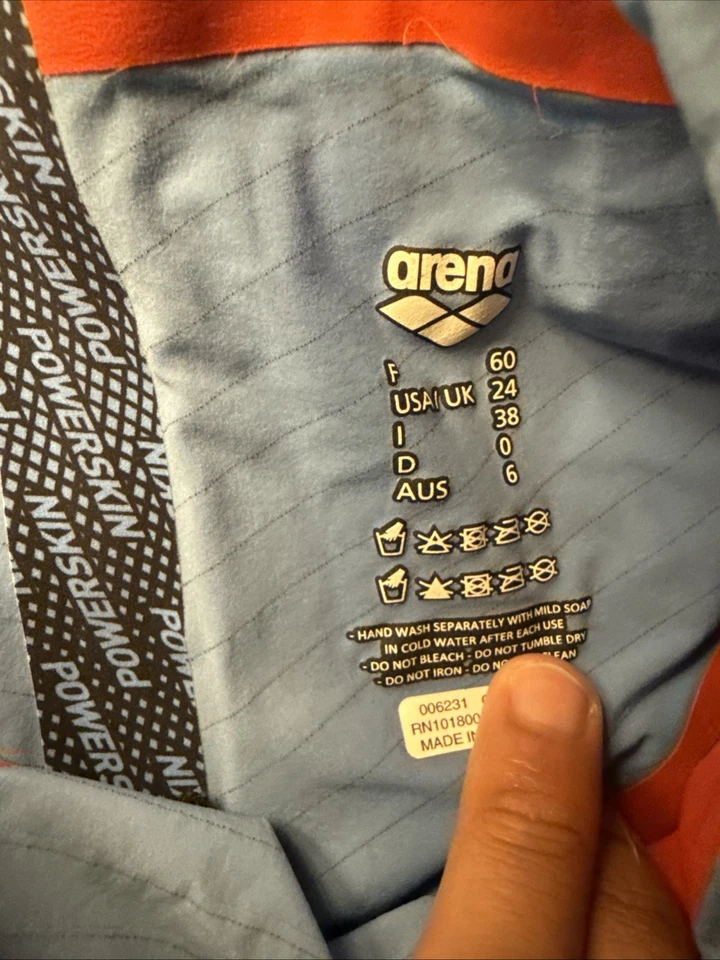 arena
F 60
USA/UK 24
I 38
D 0
AUS 6
- HAND WASH SEPARATELY WITH MILD SOAP
IN COLD WATER AFTER EACH USE
- DO NOT BLEACH - DO NOT TUMBLE DRY
- DO NOT IRON - DO
006231
RN101800
MADE IN
POWERSKIN
POWERSKIN
POWERSKIN
POWERSKIN